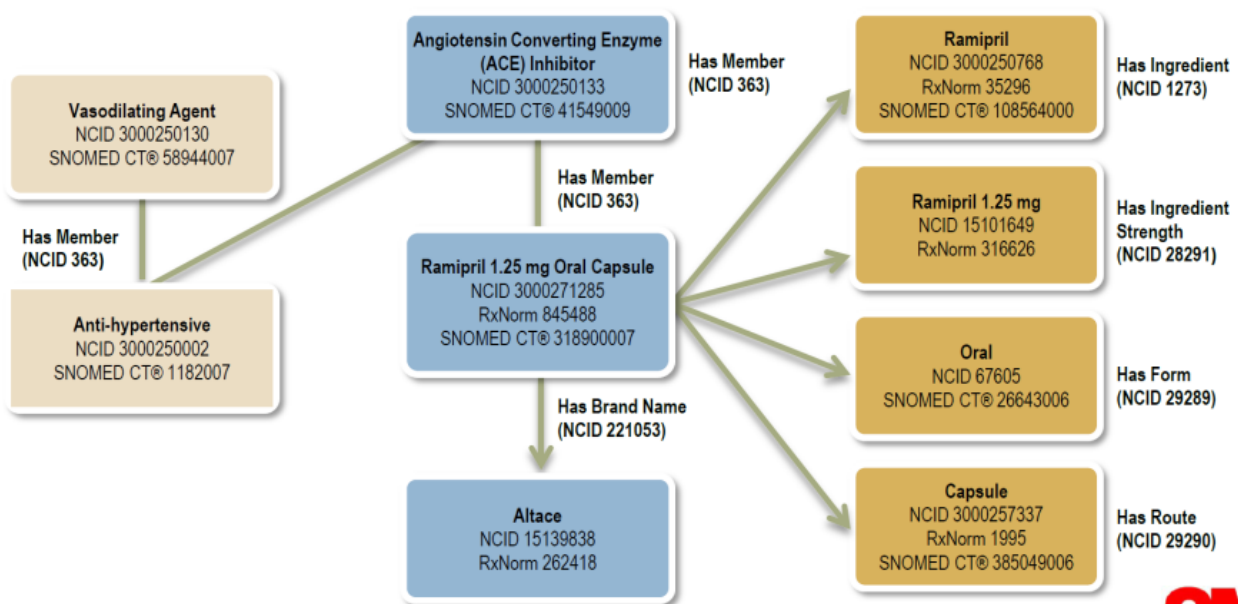 Vasodilating Agent
NCID 3000250130
SNOMED CT® 58944007
Has Member
(NCID 363)
Anti-hypertensive
NCID 3000250002
SNOMED CT® 1182007
Angiotensin Converting Enzyme
(ACE) Inhibitor
NCID 3000250133
SNOMED CT® 41549009
Has Member
(NCID 363)
Has Member
(NCID 363)
Ramipril 1.25 mg Oral Capsule
NCID 3000271285
RxNorm 845488
SNOMED CT® 318900007
Has Brand Name
(NCID 221053)
Altace
NCID 15139838
RxNorm 262418
Ramipril
NCID 3000250768
RxNorm 35296
SNOMED CT® 108564000
Has Ingredient
(NCID 1273)
Ramipril 1.25 mg
NCID 15101649
RxNorm 316626
Has Ingredient
Strength
(NCID 28291)
Oral
NCID 67605
SNOMED CT® 26643006
Has Form
(NCID 29289)
Capsule
NCID 3000257337
RxNorm 1995
SNOMED CT® 385049006
Has Route
(NCID 29290)